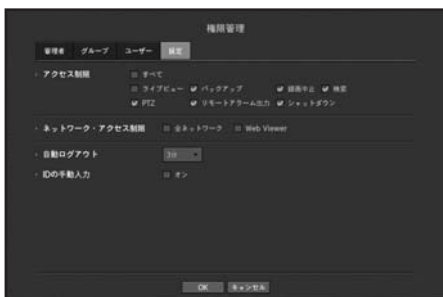 権限管理
管理者 グループ ユーザー 設定
・ アクセス制限 すべて
ライブビュー バックアップ 録画中止 検索
PTZ リモートアラーム出力 シャットダウン
・ ネットワーク・アクセス制限 全ネットワーク Web Viewer
・ 自動ログアウト 3分
・ IDの手動入力 オン
OK キャンセル